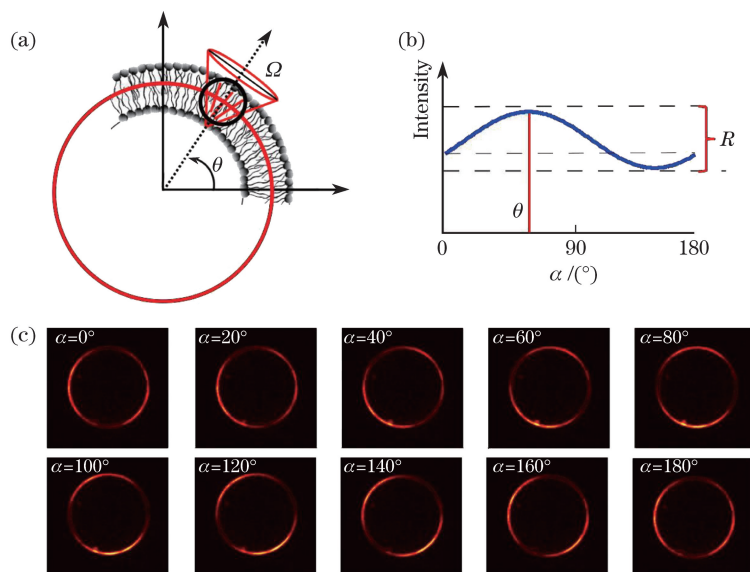 (a)
Ω
θ
(b)
Intensity
R
θ
0
90
180
α /(°)
(c)
α=0°
α=20°
α=40°
α=60°
α=80°
α=100°
α=120°
α=140°
α=160°
α=180°